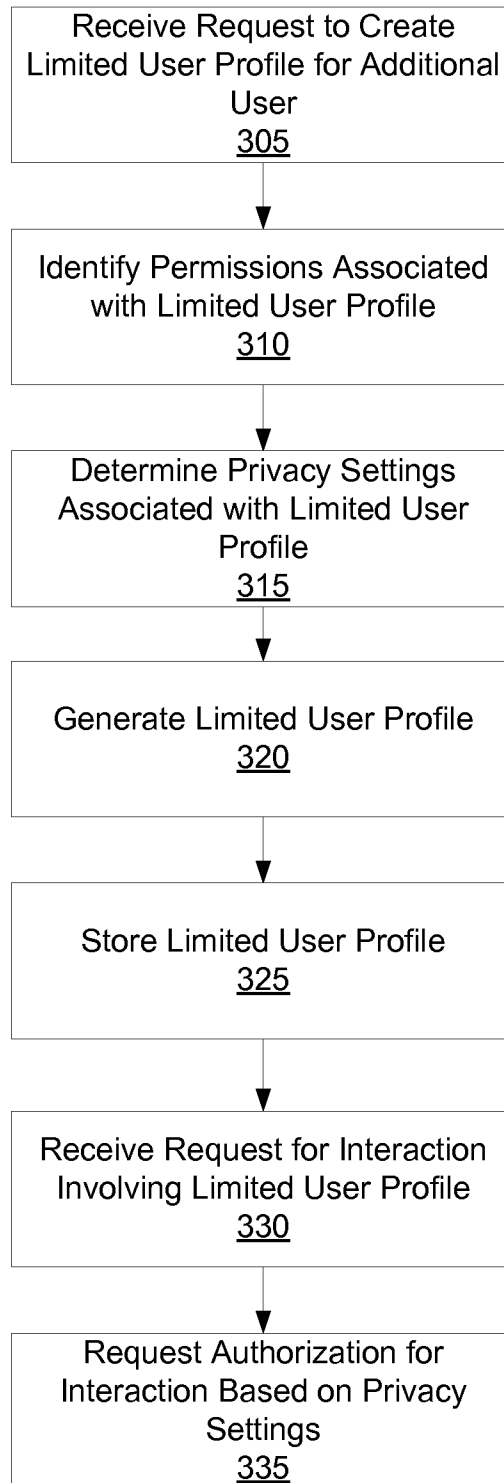 Receive Request to Create
Limited User Profile for Additional
User
305
Identify Permissions Associated
with Limited User Profile
310
Determine Privacy Settings
Associated with Limited User
Profile
315
Generate Limited User Profile
320
Store Limited User Profile
325
Receive Request for Interaction
Involving Limited User Profile
330
Request Authorization for
Interaction Based on Privacy
Settings
335